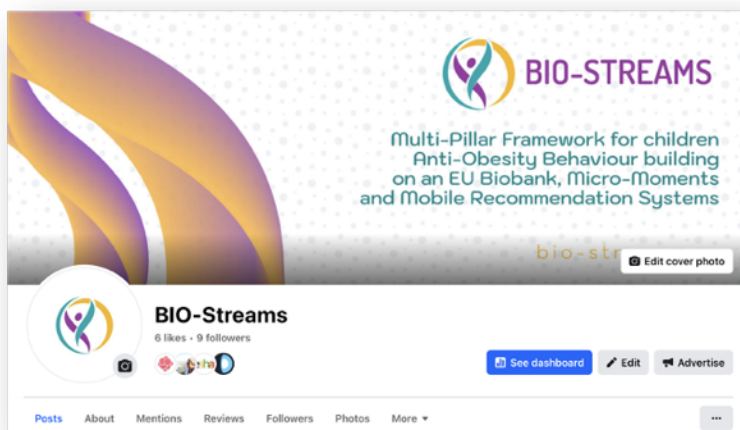 BIO-STREAMS
Multi-Pillar Framework for children
Anti-Obesity Behaviour building
on an EU Biobank, Micro-Moments
and Mobile Recommendation Systems
bio-str
Edit cover photo
BIO-Streams
6 likes • 9 followers
See dashboard
Edit
Advertise
Posts
About
Mentions
Reviews
Followers
Photos
More